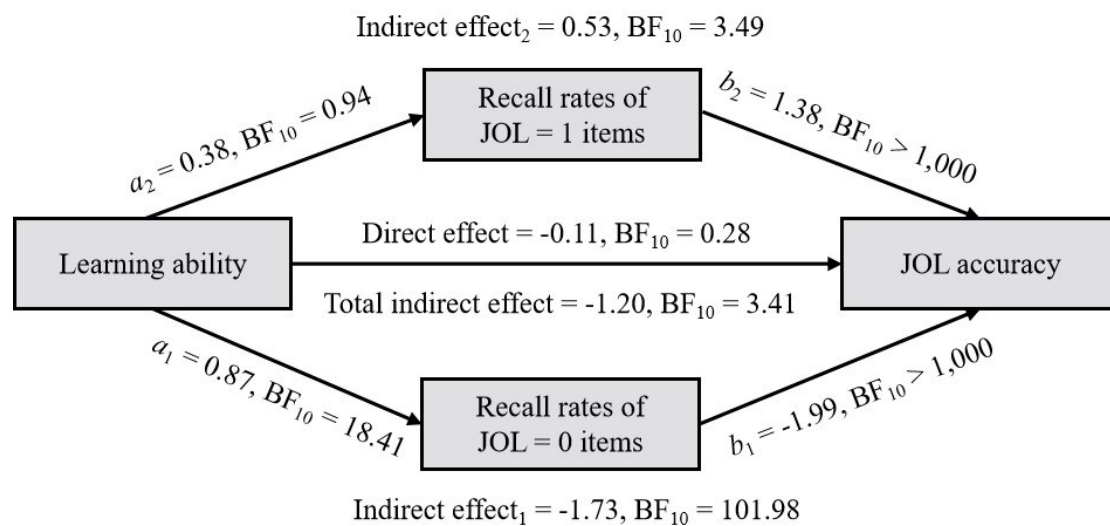 Indirect effect₂ = 0.53, BF₁₀ = 3.49
a₂ = 0.38, BF₁₀ = 0.94
Recall rates of
JOL = 1 items
b₂ = 1.38, BF₁₀ > 1,000
Learning ability
Direct effect = -0.11, BF₁₀ = 0.28
Total indirect effect = -1.20, BF₁₀ = 3.41
JOL accuracy
a₁ = 0.87, BF₁₀ = 18.41
Recall rates of
JOL = 0 items
b₁ = -1.99, BF₁₀ > 1,000
Indirect effect₁ = -1.73, BF₁₀ = 101.98